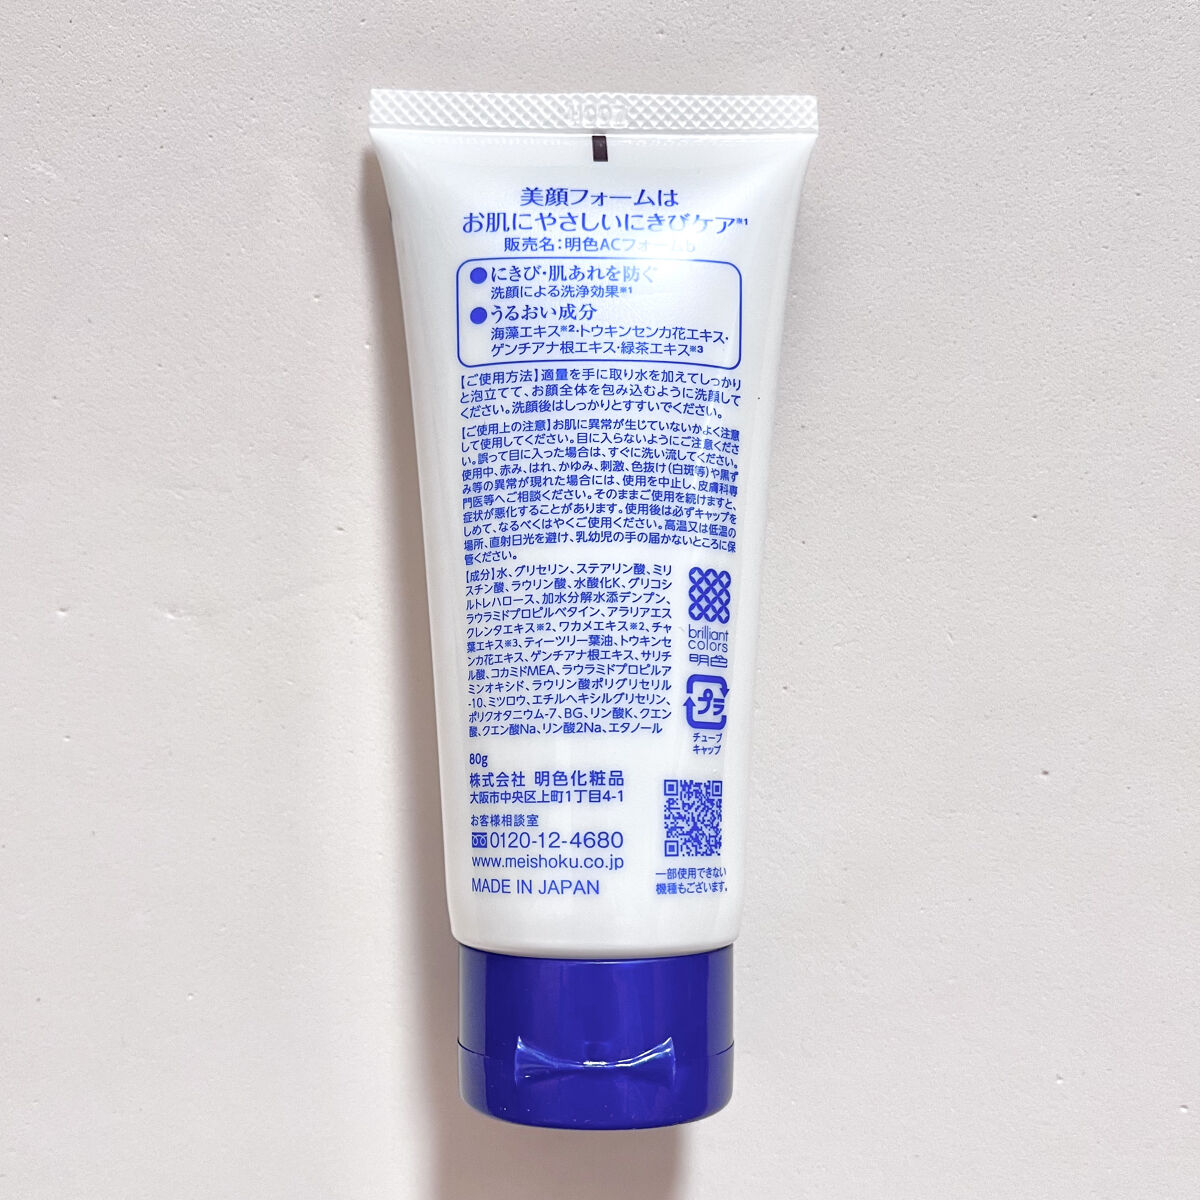 美顔フォームは
お肌にやさしいにきびケア※1
販売名:明色ACフォームb
●にきび・肌あれを防ぐ
洗顔による洗浄効果※1
●うるおい成分
海藻エキス※2・トウキンセンカ花エキス・
ゲンチアナ根エキス・緑茶エキス※3
【ご使用方法】適量を手に取り水を加えてしっかり
と泡立てて、お顔全体を包み込むように洗顔して
ください。洗顔後はしっかりとすすいでください。
【ご使用上の注意】お肌に異常が生じていないかよく注意
して使用してください。目に入らないようにご注意くださ
い。誤って目に入った場合は、すぐに洗い流してください。
使用中、赤み、はれ、かゆみ、刺激、色抜け(白斑等)や黒ず
み等の異常が現れた場合には、使用を中止し、皮膚科専
門医等へご相談ください。そのままご使用を続けますと、
症状が悪化することがあります。使用後は必ずキャップを
しめて、なるべくはやくご使用ください。高温又は低温の
場所、直射日光を避け、乳幼児の手の届かないところに保
管ください。
【成分】水、グリセリン、ステアリン酸、ミリ
スチン酸、ラウリン酸、水酸化K、グリコシ
ルトレハロース、加水分解水添デンプン、
ラウラミドプロピルベタイン、アラリアエス
クレンタエキス※2、ワカメエキス※2、チャ
葉エキス※3、ティーツリー葉油、トウキンセ
ンカ花エキス、ゲンチアナ根エキス、サリチ
ル酸、コカミドMEA、ラウラミドプロピルア
ミンオキシド、ラウリン酸ポリグリセリル
-10、ミツロウ、エチルヘキシルグリセリン、
ポリクオタニウム-7、BG、リン酸K、クエン
酸、クエン酸Na、リン酸2Na、エタノール
brilliant
colors
明色
プラ
チューブ
キャップ
80g
株式会社 明色化粧品
大阪市中央区上町1丁目4-1
お客様相談室
0120-12-4680
www.meishoku.co.jp
MADE IN JAPAN
一部使用できない
機種もございます。